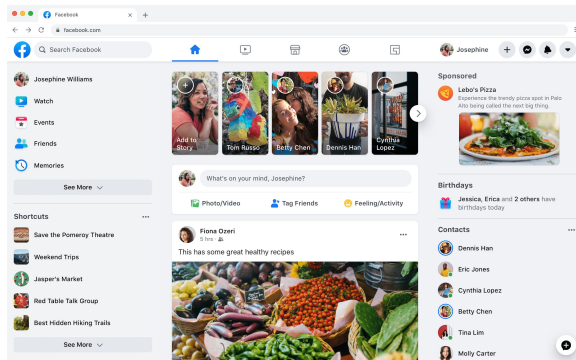 Facebook
facebook.com
Search Facebook
Josephine
Josephine Williams
Watch
Events
Friends
Memories
See More
Shortcuts
Save the Pomeroy Theatre
Weekend Trips
Jasper's Market
Red Table Talk Group
Best Hidden Hiking Trails
See More
Add to
Story
Tom Russo
Betty Chen
Dennis Han
Cynthia
Lopez
What's on your mind, Josephine?
Photo/Video
Tag Friends
Feeling/Activity
Fiona Ozeri
5 hrs ·
This has some great healthy recipes
Sponsored
Lebo's Pizza
Experience the trendy pizza spot in Palo
Alto being called the next big thing.
Birthdays
Jessica, Erica and 2 others have
birthdays today
Contacts
Dennis Han
Eric Jones
Cynthia Lopez
Betty Chen
Tina Lim
Molly Carter